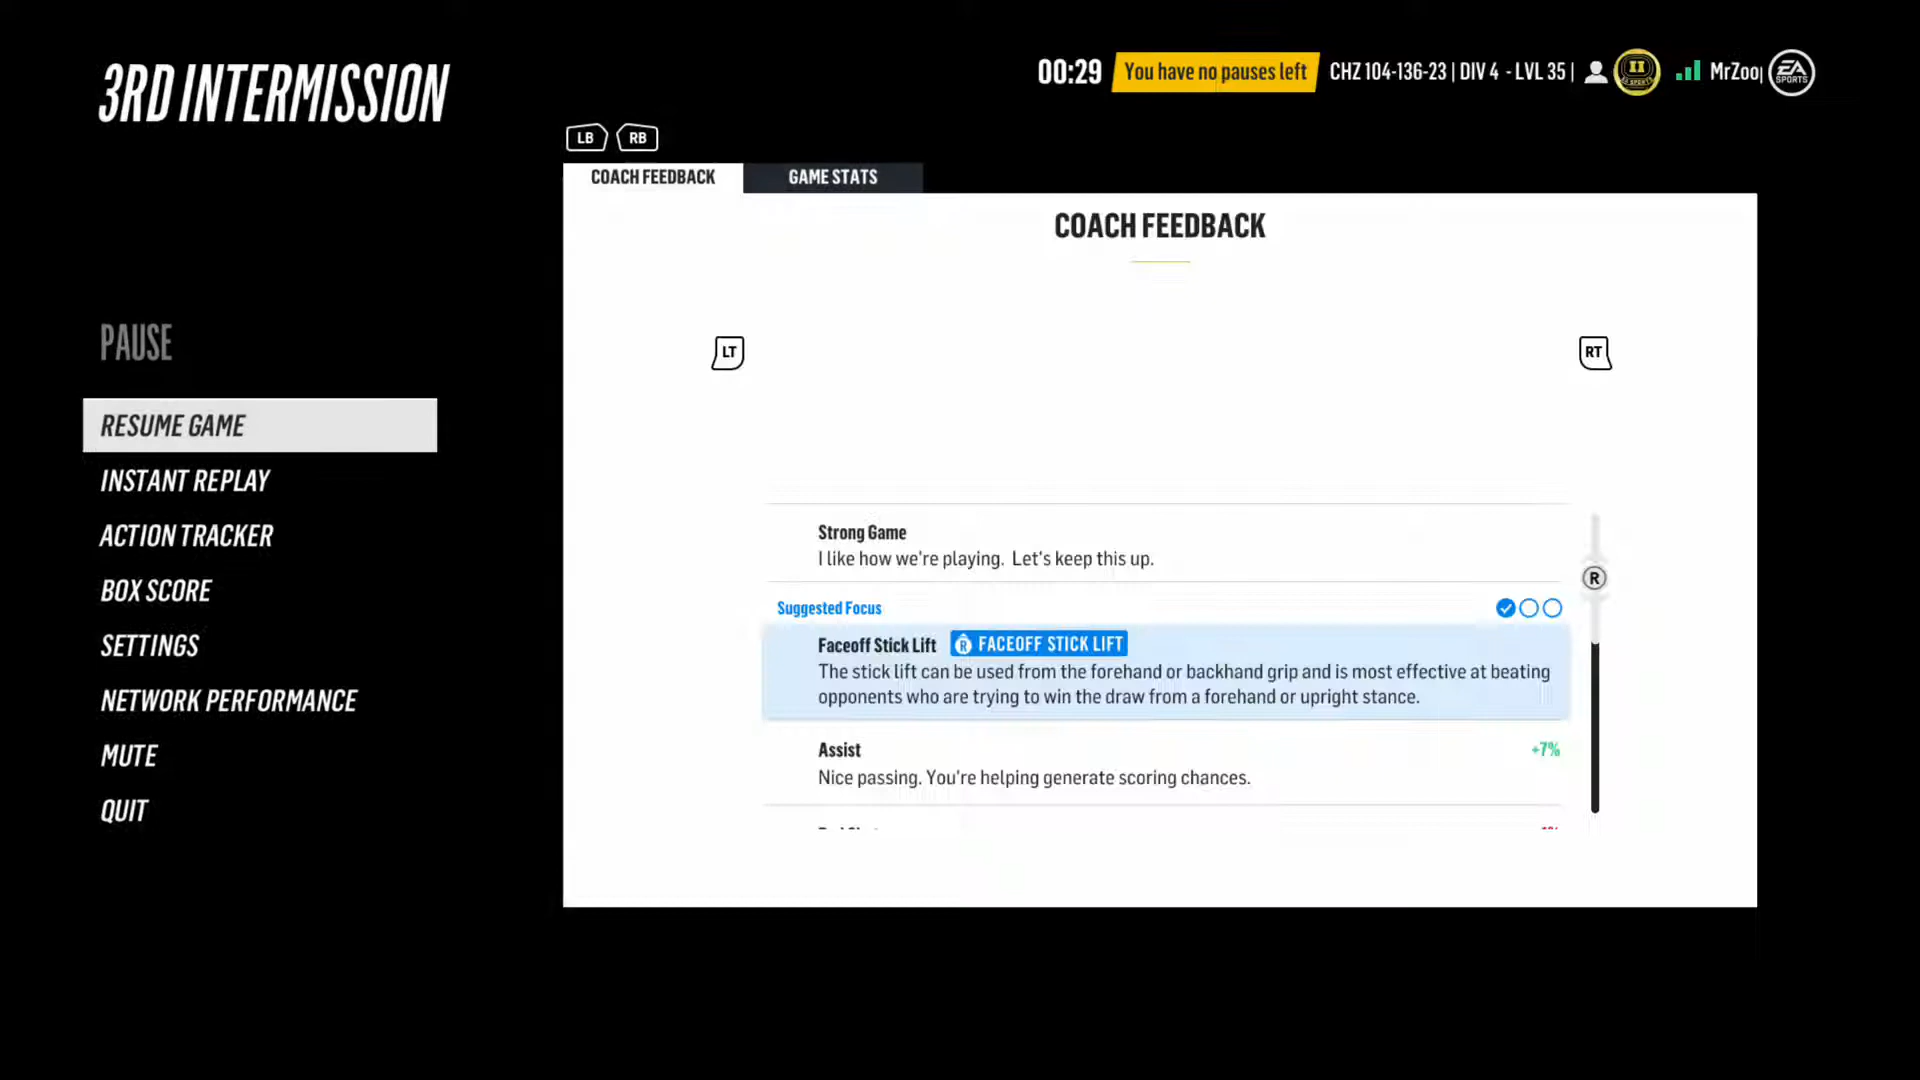 3RD INTERMISSION
00:29
You have no pauses left
CHZ 104-136-23 | DIV 4 - LVL 35 |
MrZoo
EA SPORTS
LB RB
COACH FEEDBACK
GAME STATS
COACH FEEDBACK
LT
RT
PAUSE
RESUME GAME
INSTANT REPLAY
ACTION TRACKER
BOX SCORE
SETTINGS
NETWORK PERFORMANCE
MUTE
QUIT
Strong Game
I like how we're playing. Let's keep this up.
R
Suggested Focus
Faceoff Stick Lift R FACEOFF STICK LIFT
The stick lift can be used from the forehand or backhand grip and is most effective at beating
opponents who are trying to win the draw from a forehand or upright stance.
Assist +7%
Nice passing. You're helping generate scoring chances.